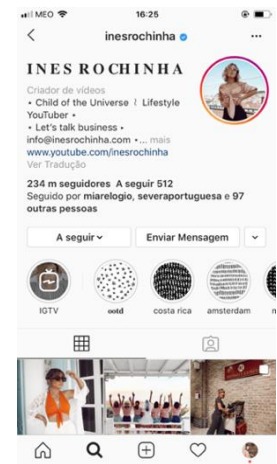 MEO 16:25
inesrochinha
INES ROCHINHA
Criador de vídeos
• Child of the Universe ≀ Lifestyle
YouTuber •
• Let's talk business •
info@inesrochinha.com •... mais
www.youtube.com/inesrochinha
Ver Tradução
234 m seguidores A seguir 512
Seguido por miarelogio, severaportuguesa e 97
outras pessoas
A seguir Enviar Mensagem
IGTV ootd costa rica amsterdam n